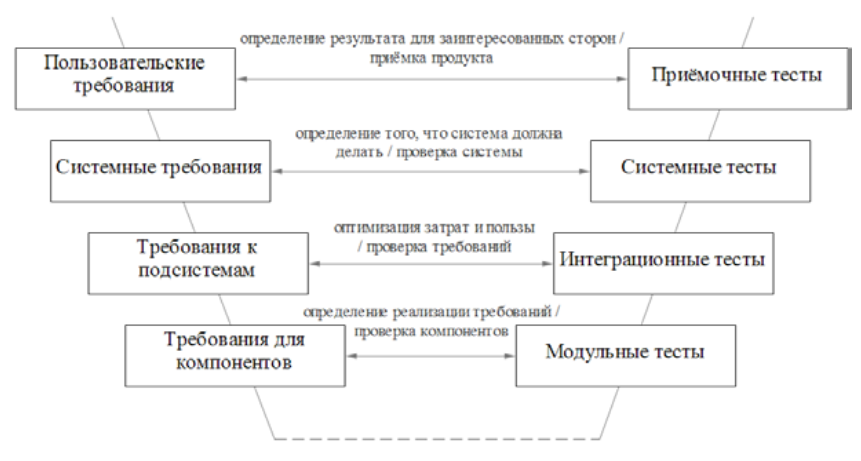 определение результата для заинтересованных сторон /
приёмка продукта
Пользовательские
требования
Приёмочные тесты
определение того, что система должна
делать / проверка системы
Системные требования
Системные тесты
оптимизация затрат и пользы
/ проверка требований
Требования к
подсистемам
Интеграционные тесты
определение реализации требований /
проверка компонентов
Требования для
компонентов
Модульные тесты